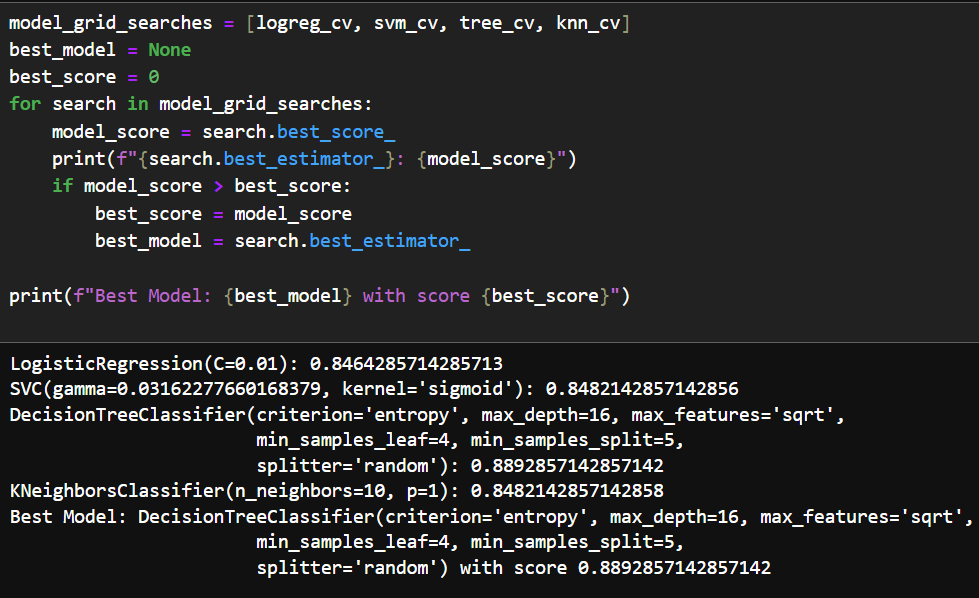 model_grid_searches = [logreg_cv, svm_cv, tree_cv, knn_cv]
best_model = None
best_score = 0
for search in model_grid_searches:
    model_score = search.best_score_
    print(f"{search.best_estimator_}: {model_score}")
    if model_score > best_score:
        best_score = model_score
        best_model = search.best_estimator_

print(f"Best Model: {best_model} with score {best_score}")
LogisticRegression(C=0.01): 0.8464285714285713
SVC(gamma=0.03162277660168379, kernel='sigmoid'): 0.8482142857142856
DecisionTreeClassifier(criterion='entropy', max_depth=16, max_features='sqrt',
                       min_samples_leaf=4, min_samples_split=5,
                       splitter='random'): 0.8892857142857142
KNeighborsClassifier(n_neighbors=10, p=1): 0.8482142857142858
Best Model: DecisionTreeClassifier(criterion='entropy', max_depth=16, max_features='sqrt',
                       min_samples_leaf=4, min_samples_split=5,
                       splitter='random') with score 0.8892857142857142